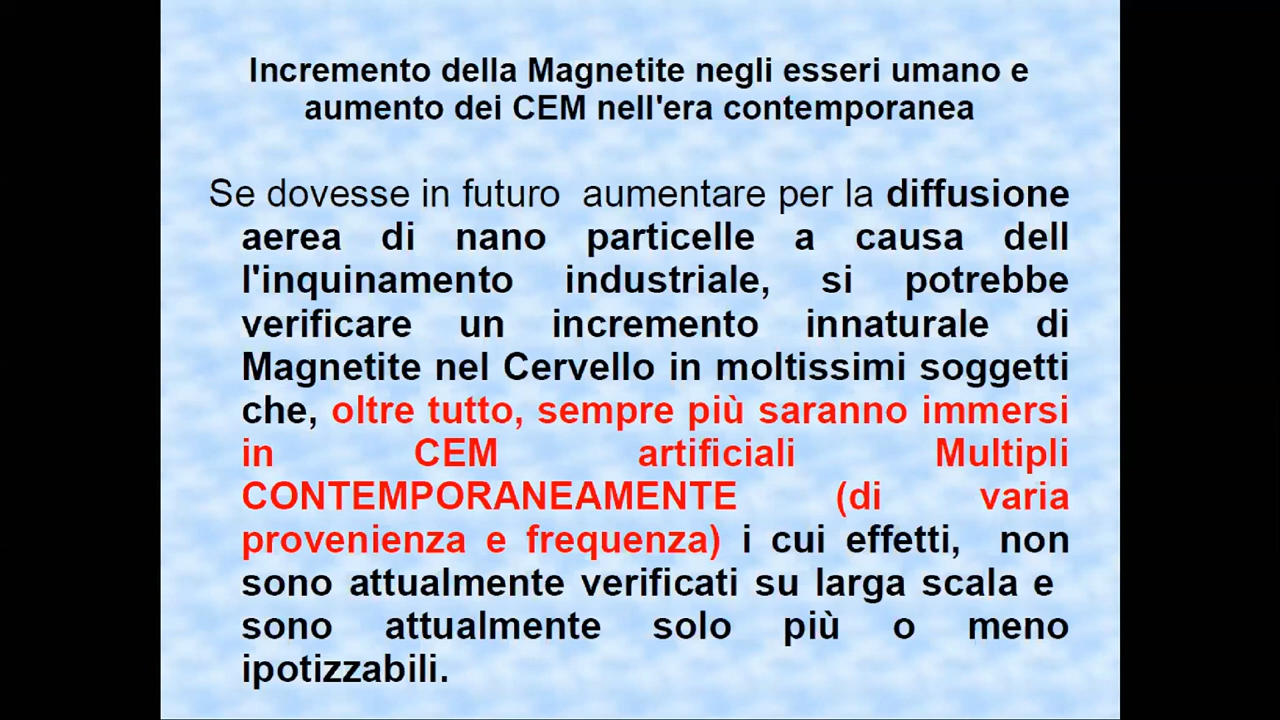 Incremento della Magnetite negli esseri umano e
aumento dei CEM nell'era contemporanea
Se dovesse in futuro aumentare per la diffusione
aerea di nano particelle a causa dell
l'inquinamento industriale, si potrebbe
verificare un incremento innaturale di
Magnetite nel Cervello in moltissimi soggetti
che, oltre tutto, sempre più saranno immersi
in CEM artificiali Multipli
CONTEMPORANEAMENTE (di varia
provenienza e frequenza) i cui effetti, non
sono attualmente verificati su larga scala e
sono attualmente solo più o meno
ipotizzabili.